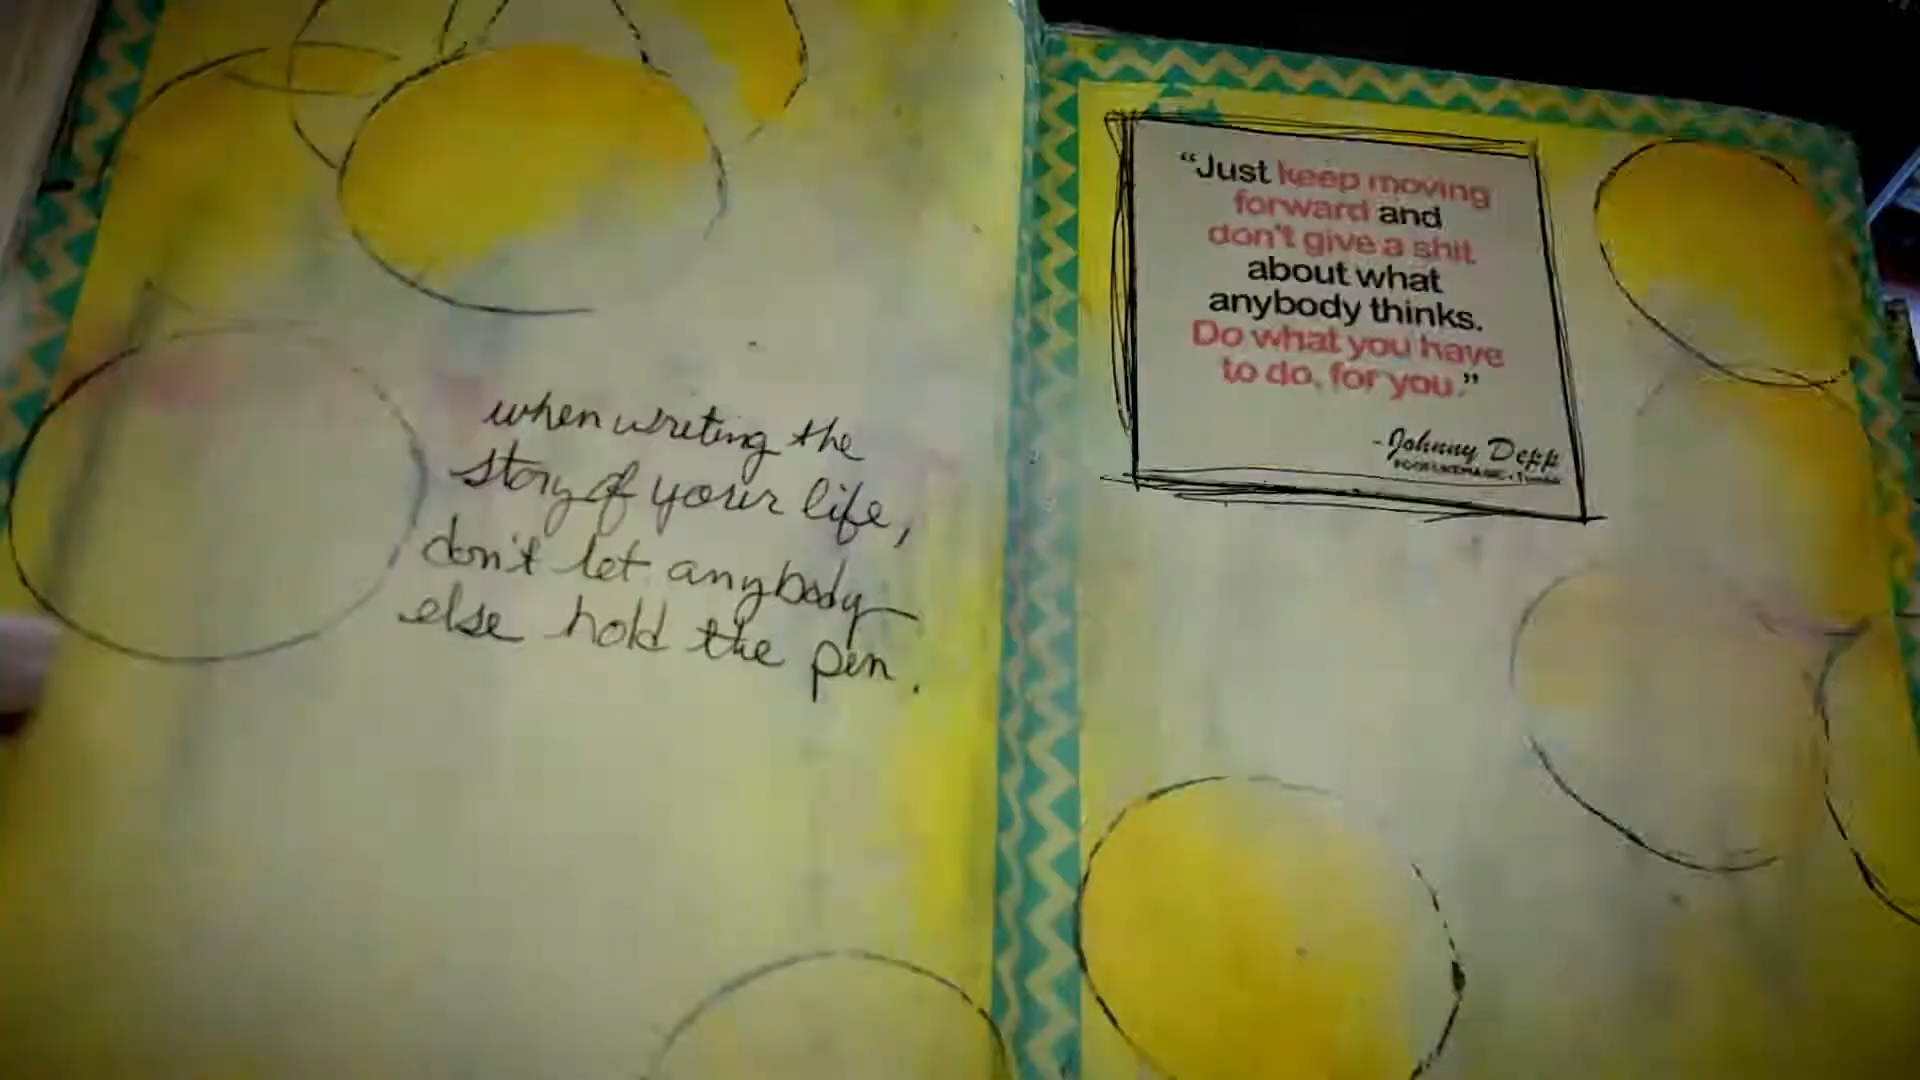 when writing the
story of your life,
don't let anybody
else hold the pen.
“Just keep moving
forward and
don't give a shit
about what
anybody thinks.
Do what you have
to do, for you.”
-Johnny Depp